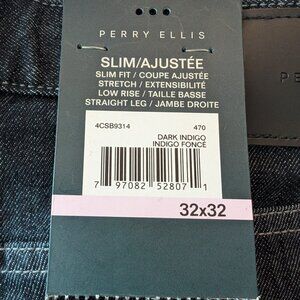 PERRY ELLIS
SLIM/AJUSTÉE
SLIM FIT / COUPE AJUSTÉE
STRETCH / EXTENSIBILITÉ
LOW RISE / TAILLE BASSE
STRAIGHT LEG / JAMBE DROITE
4CSB9314 470
DARK INDIGO
INDIGO FONCÉ
7 97082 52807 1
32x32